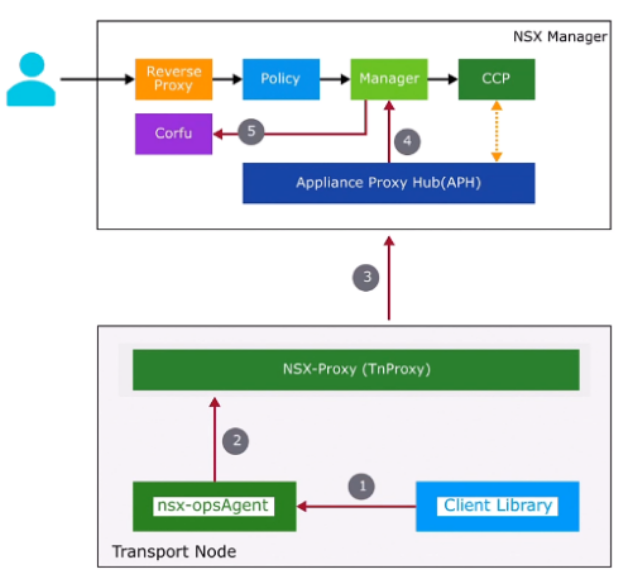 NSX Manager
Reverse
Proxy
Policy
Manager
CCP
Corfu
5
4
Appliance Proxy Hub(APH)
3
NSX-Proxy (TnProxy)
2
1
nsx-opsAgent
Client Library
Transport Node